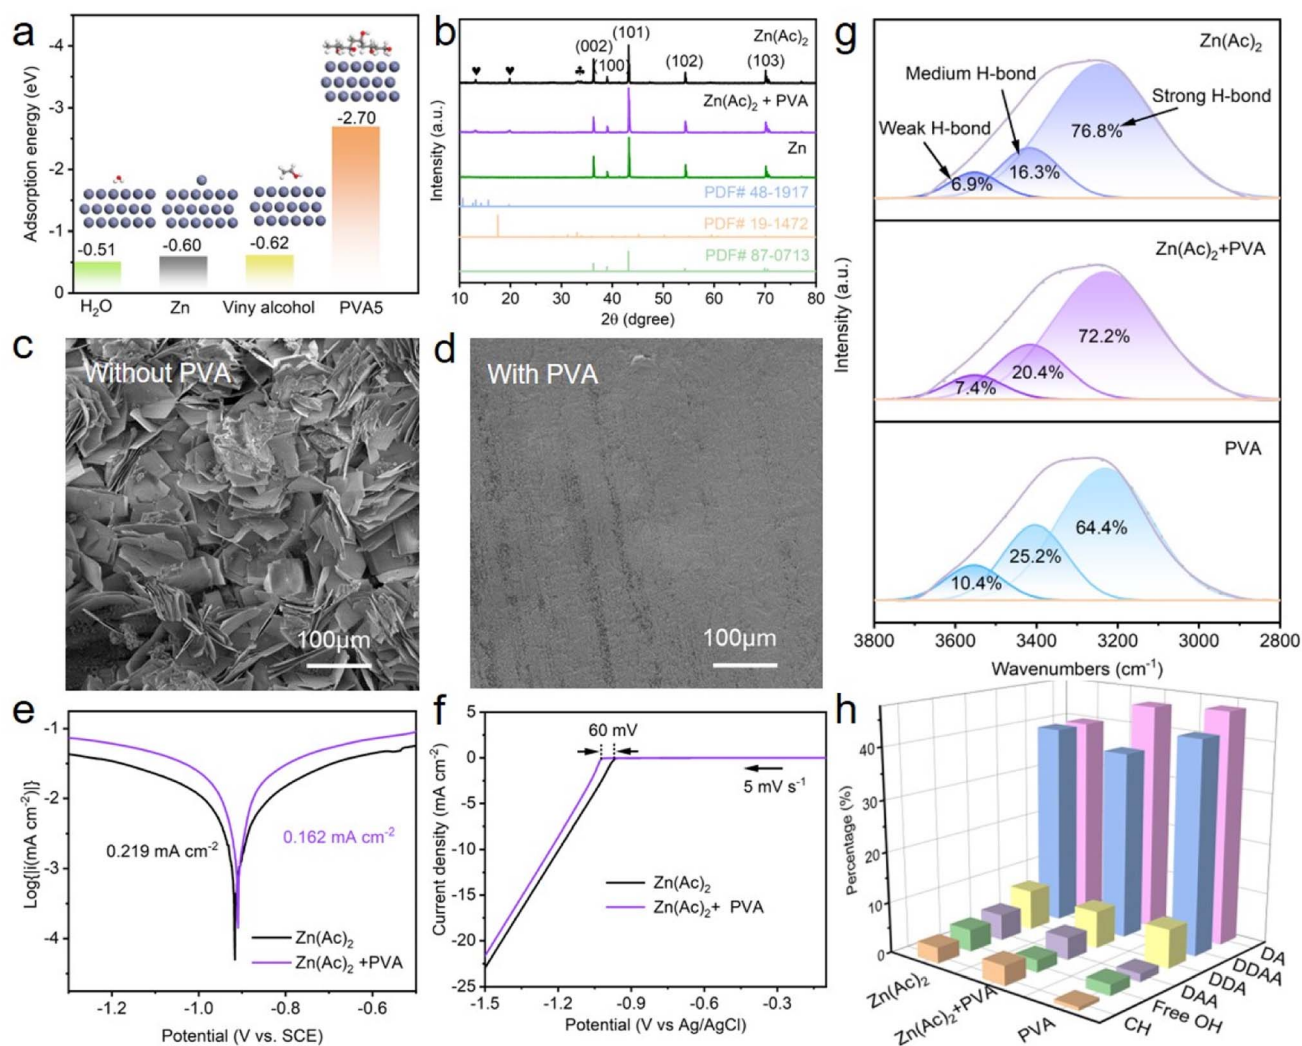 a
Adsorption energy (eV)
-4
-3
-2
-1
0
-0.51
-0.60
-0.62
-2.70
H2O
Zn
Viny alcohol
PVA5
b
Intensity (a.u.)
Zn(Ac)2
(101)
(002)
(100)
(102)
(103)
♥ ♥ ♣
Zn(Ac)2 + PVA
Zn
PDF# 48-1917
PDF# 19-1472
PDF# 87-0713
10 20 30 40 50 60 70 80
2θ (dgree)
c
Without PVA
100μm
d
With PVA
100μm
e
Log{|i(mA cm-2)|}
-1
-2
-3
-4
0.219 mA cm-2
0.162 mA cm-2
Zn(Ac)2
Zn(Ac)2 +PVA
-1.2 -1.0 -0.8 -0.6
Potential (V vs. SCE)
f
Current density (mA cm-2)
5
0
-5
-10
-15
-20
-25
60 mV
5 mV s-1
Zn(Ac)2
Zn(Ac)2+ PVA
-1.5 -1.2 -0.9 -0.6 -0.3
Potential (V vs Ag/AgCl)
g
Intensity (a.u.)
Zn(Ac)2
Medium H-bond
Strong H-bond
Weak H-bond
76.8%
16.3%
6.9%
Zn(Ac)2+PVA
72.2%
20.4%
7.4%
PVA
64.4%
25.2%
10.4%
3800 3600 3400 3200 3000 2800
Wavenumbers (cm-1)
h
Percentage (%)
40
30
20
10
0
Zn(Ac)2
Zn(Ac)2+PVA
PVA
CH
Free OH
DAA
DDA
DDAA
DA